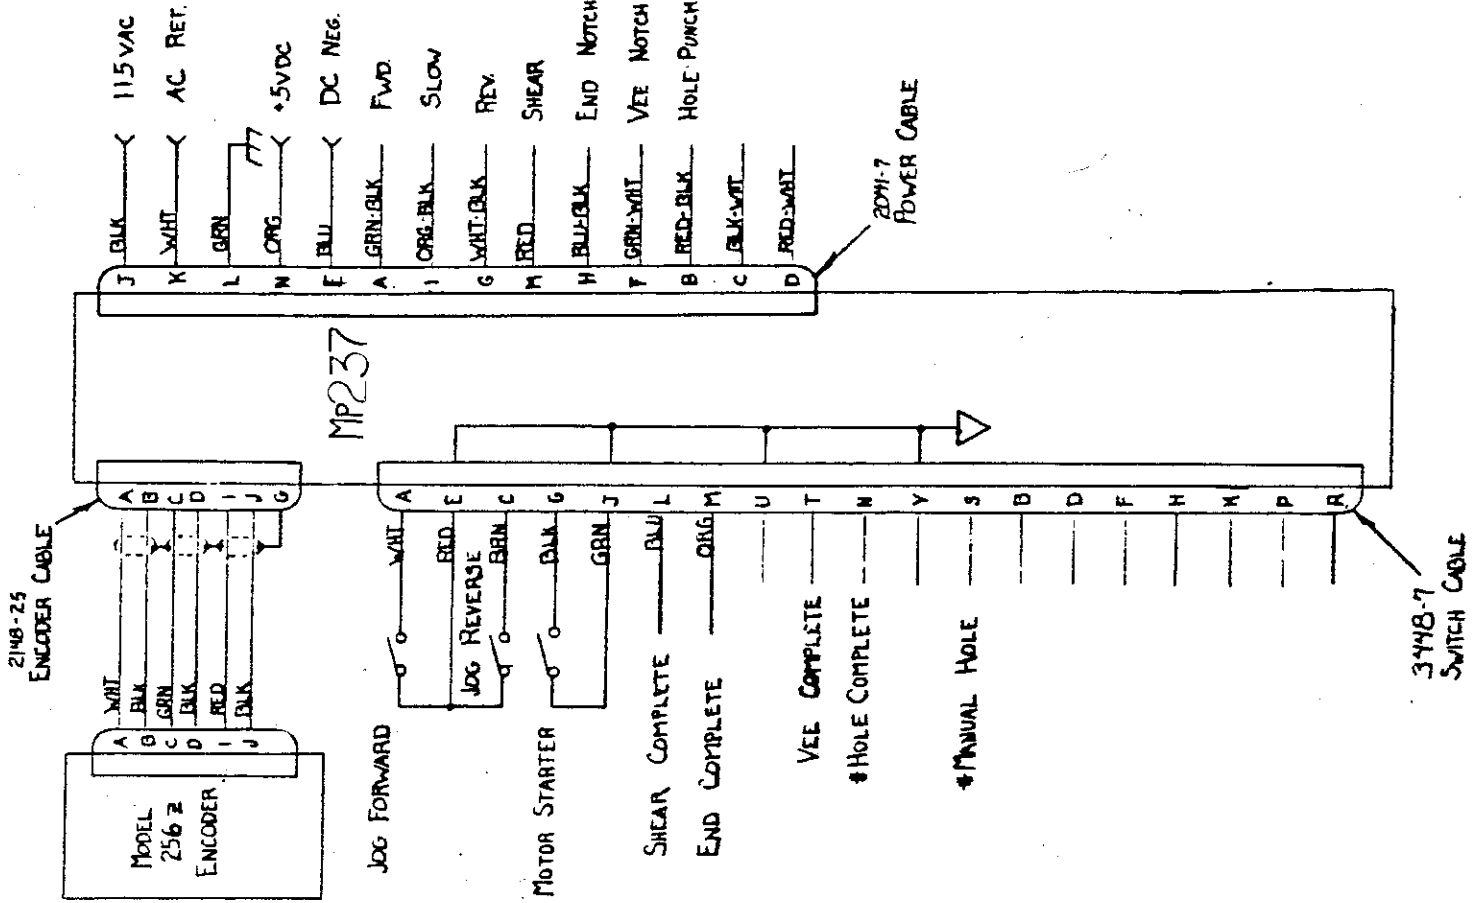 2148-25
ENCODER CABLE
MODEL
256 Z
ENCODER
A WHT A
B BLK B
C GRN C
D BLK D
I RED I
J BLK J
G
MP237
J BLK 115VAC
K WHT AC RET.
L GRN
N ORG +5VDC
E BLU DC NEG.
A GRN-BLK FWD.
I ORG-BLK SLOW
G WHT-BLK REV.
M RED SHEAR
H BLU-BLK END NOTCH
F GRN-WHT VEE NOTCH
B RED-BLK HOLE PUNCH
C BLK-WHT
D RED-WHT
2041-7
POWER CABLE
JOG FORWARD WHT A
RED E
JOG REVERSE BRN C
MOTOR STARTER BLK G
GRN J
SHEAR COMPLETE BLU L
END COMPLETE ORG M
U
VEE COMPLETE T
*HOLE COMPLETE N
Y
*MANUAL HOLE S
B
D
F
H
K
P
R
3448-7
SWITCH CABLE